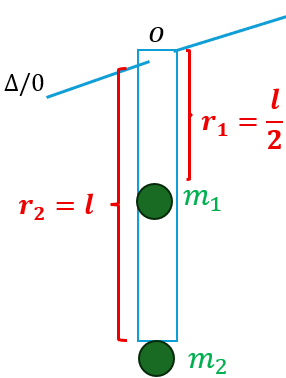 o
Δ/0
r₁ = l/2
m₁
r₂ = l
m₂